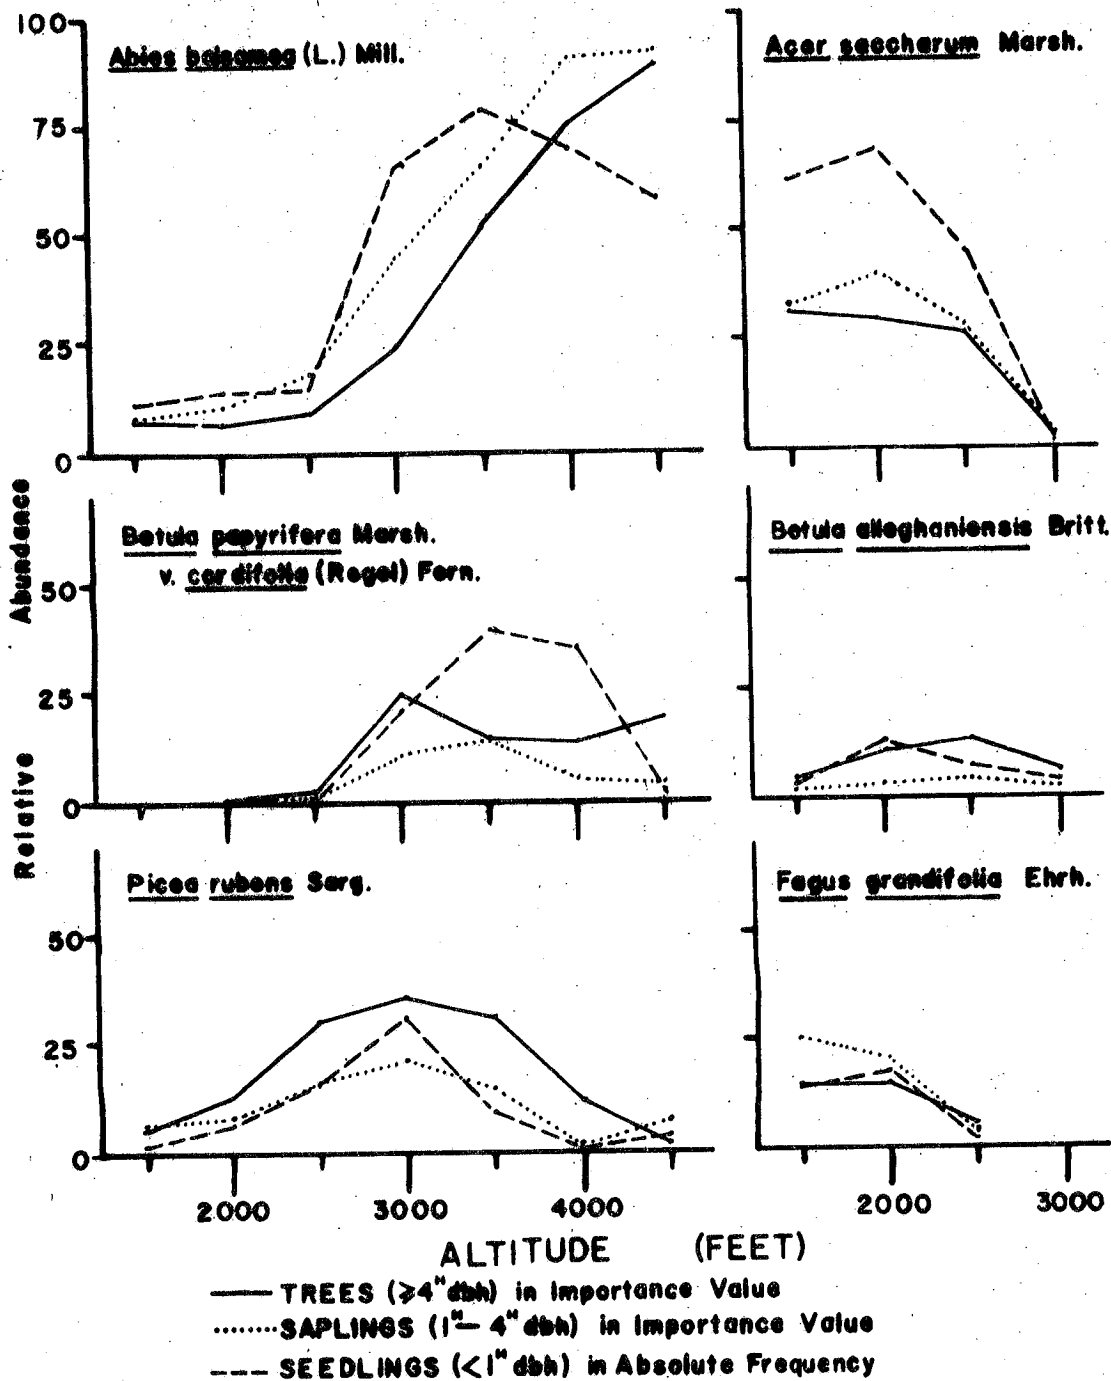 100
75
50
25
0
Abies balsamea (L.) Mill.
Acer saccharum Marsh.
Betula papyrifera Marsh.
v. cordifolia (Regel) Fern.
50
25
0
Betula alleghaniensis Britt.
Picea rubens Sarg.
50
25
0
Fagus grandifolia Ehrh.
Relative Abundance
2000
3000
4000
2000
3000
ALTITUDE (FEET)
TREES (≥4" dbh) in Importance Value
SAPLINGS (1"– 4" dbh) in Importance Value
SEEDLINGS (<1" dbh) in Absolute Frequency